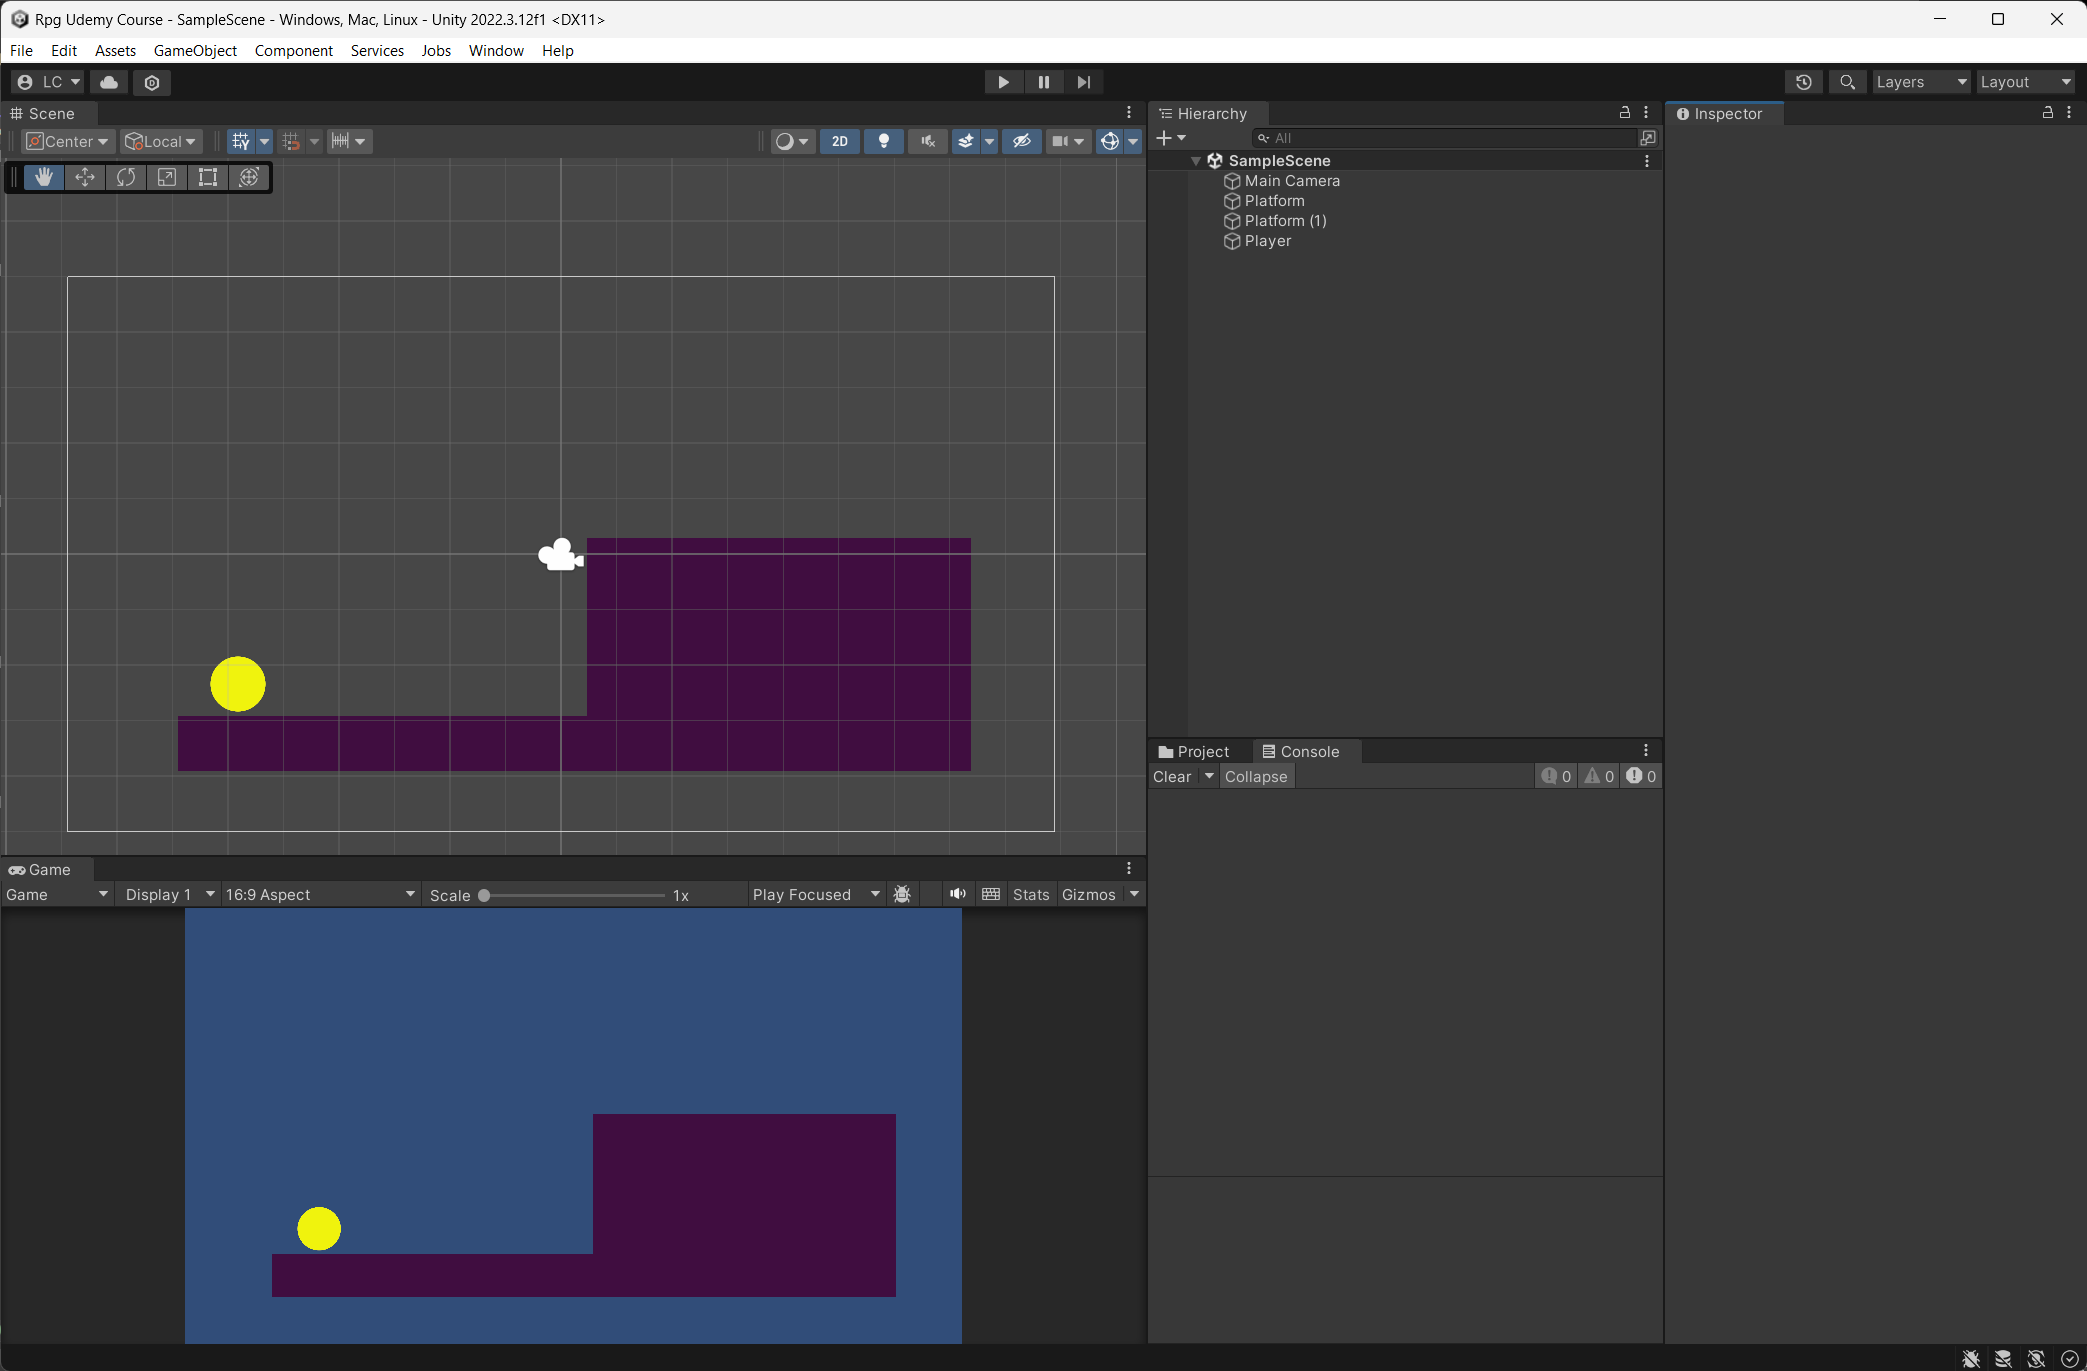 Rpg Udemy Course - SampleScene - Windows, Mac, Linux - Unity 2022.3.12f1 <DX11>
File Edit Assets GameObject Component Services Jobs Window Help
LC Layers Layout
Scene
Center Local 2D
Hierarchy
All
SampleScene
Main Camera
Platform
Platform (1)
Player
Inspector
Project Console
Clear Collapse 0 0 0
Game
Game Display 1 16:9 Aspect Scale 1x Play Focused Stats Gizmos